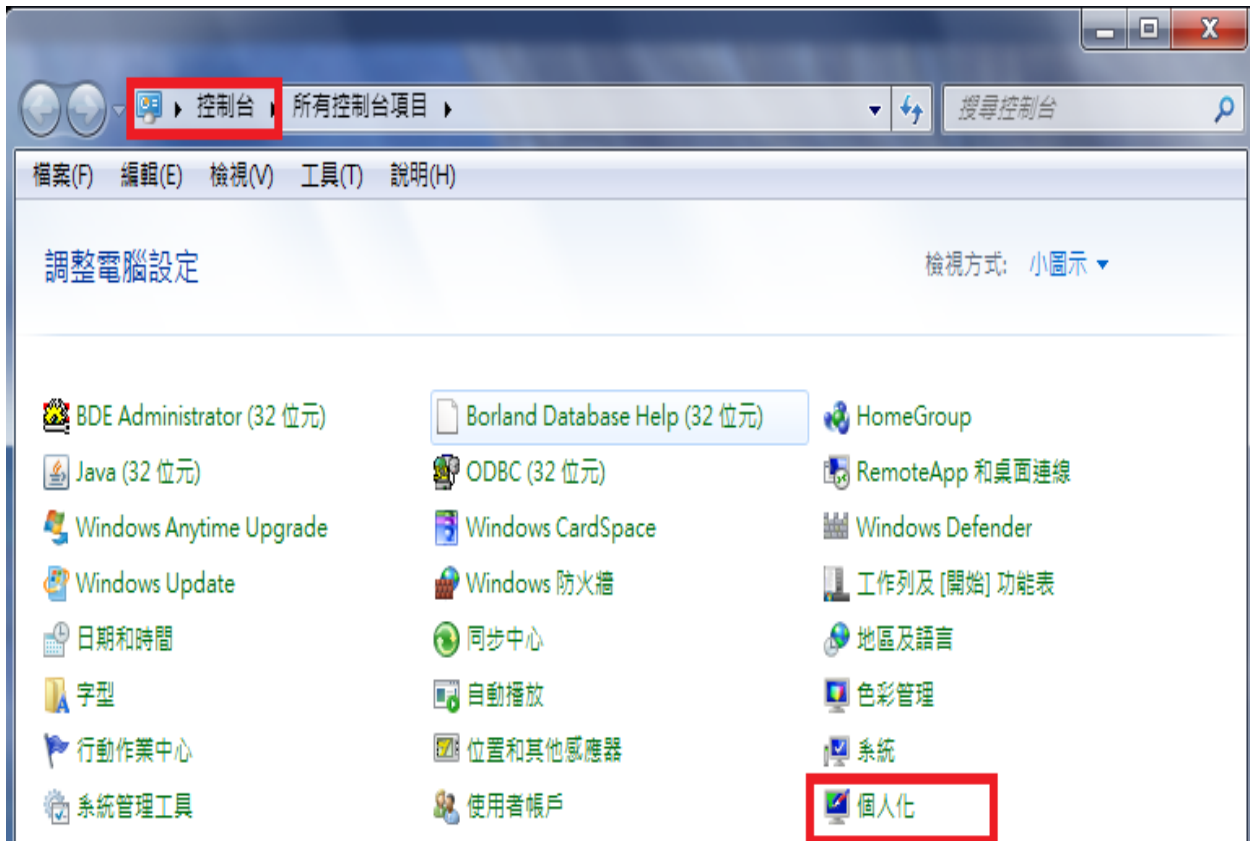 控制台 所有控制台項目 搜尋控制台
檔案(F) 編輯(E) 檢視(V) 工具(T) 說明(H)
調整電腦設定 檢視方式: 小圖示
BDE Administrator (32 位元) Borland Database Help (32 位元) HomeGroup
Java (32 位元) ODBC (32 位元) RemoteApp 和桌面連線
Windows Anytime Upgrade Windows CardSpace Windows Defender
Windows Update Windows 防火牆 工作列及 [開始] 功能表
日期和時間 同步中心 地區及語言
字型 自動播放 色彩管理
行動作業中心 位置和其他感應器 系統
系統管理工具 使用者帳戶 個人化